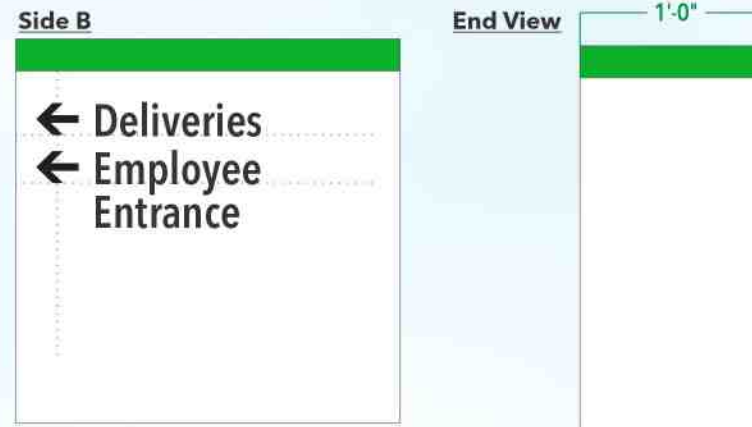 Side B
End View
1'-0"
← Deliveries
← Employee
Entrance